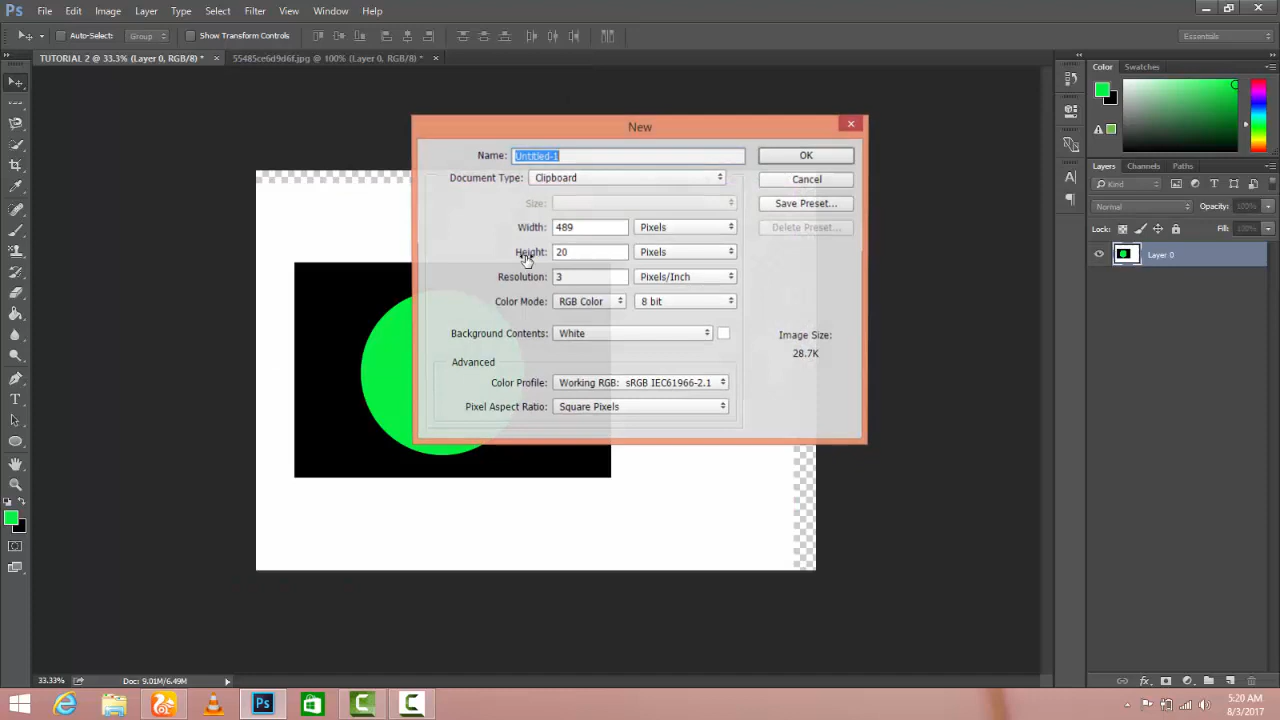 Ps File Edit Image Layer Type Select Filter View Window Help
Auto-Select: Group Show Transform Controls Essentials
TUTORIAL 2 @ 33.3% (Layer 0, RGB/8) * × 55485ce6d9d6f.jpg @ 100% (Layer 0, RGB/8) * ×
Color Swatches
New
Name: Untitled-1 OK
Document Type: Clipboard Cancel
Size: Save Preset...
Width: 489 Pixels Delete Preset...
Height: 20 Pixels
Resolution: 3 Pixels/Inch
Color Mode: RGB Color 8 bit
Background Contents: White Image Size:
28.7K
Advanced
Color Profile: Working RGB: sRGB IEC61966-2.1
Pixel Aspect Ratio: Square Pixels
Layers Channels Paths
Kind
Normal Opacity: 100%
Lock: Fill: 100%
Layer 0
33.33% Doc: 9.01M/6.49M
5:20 AM
8/3/2017